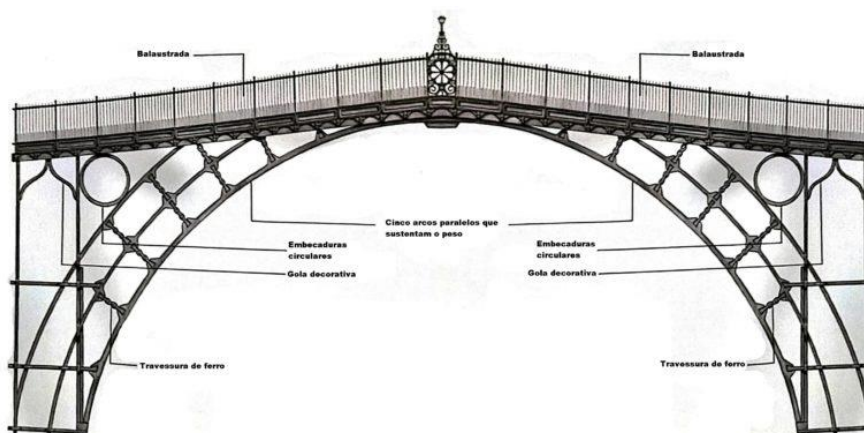 Balaustrada
Balaustrada
Cinco arcos paralelos que
sustentam o peso
Embecaduras
circulares
Embecaduras
circulares
Gola decorativa
Gola decorativa
Travessura de ferro
Travessura de ferro